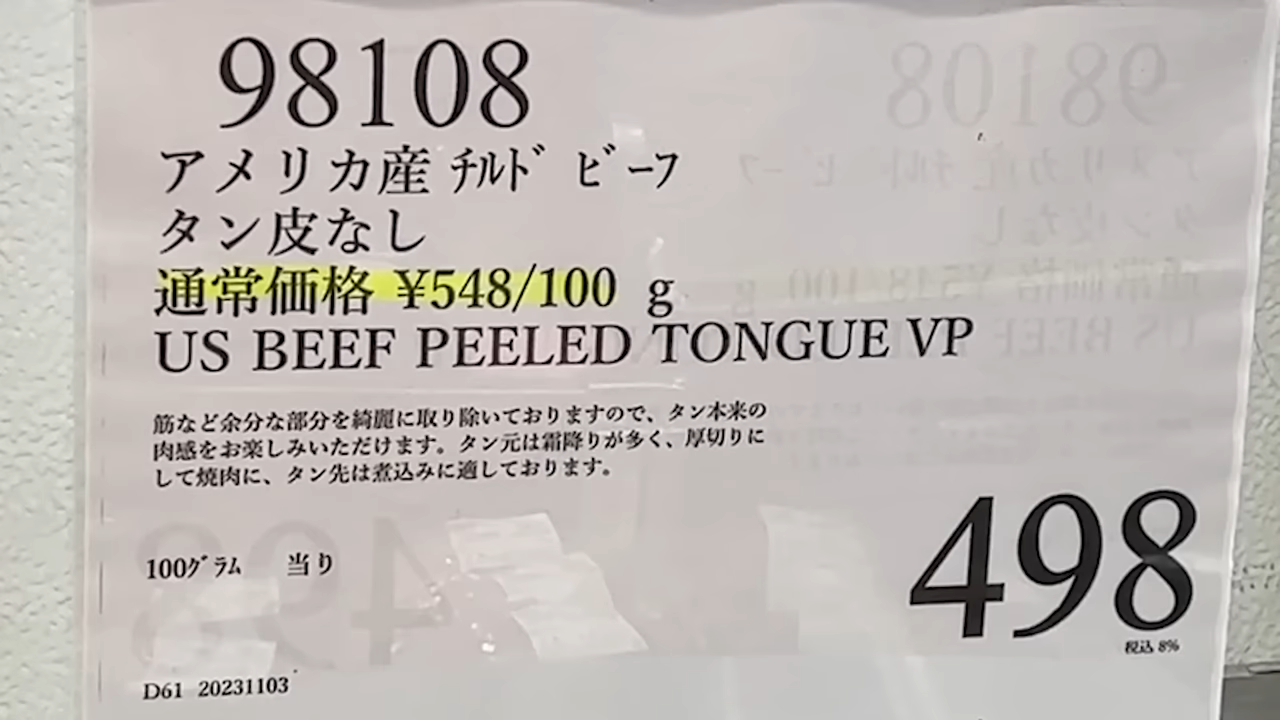 98108
アメリカ産 ﾁﾙﾄﾞ ﾋﾞｰﾌ
タン皮なし
通常価格 ¥548/100 g
US BEEF PEELED TONGUE VP
筋など余分な部分を綺麗に取り除いておりますので、タン本来の
肉感をお楽しみいただけます。タン元は霜降りが多く、厚切りに
して焼肉に、タン先は煮込みに適しております。
100ｸﾞﾗﾑ 当り
498
税込 8%
D61 20231103